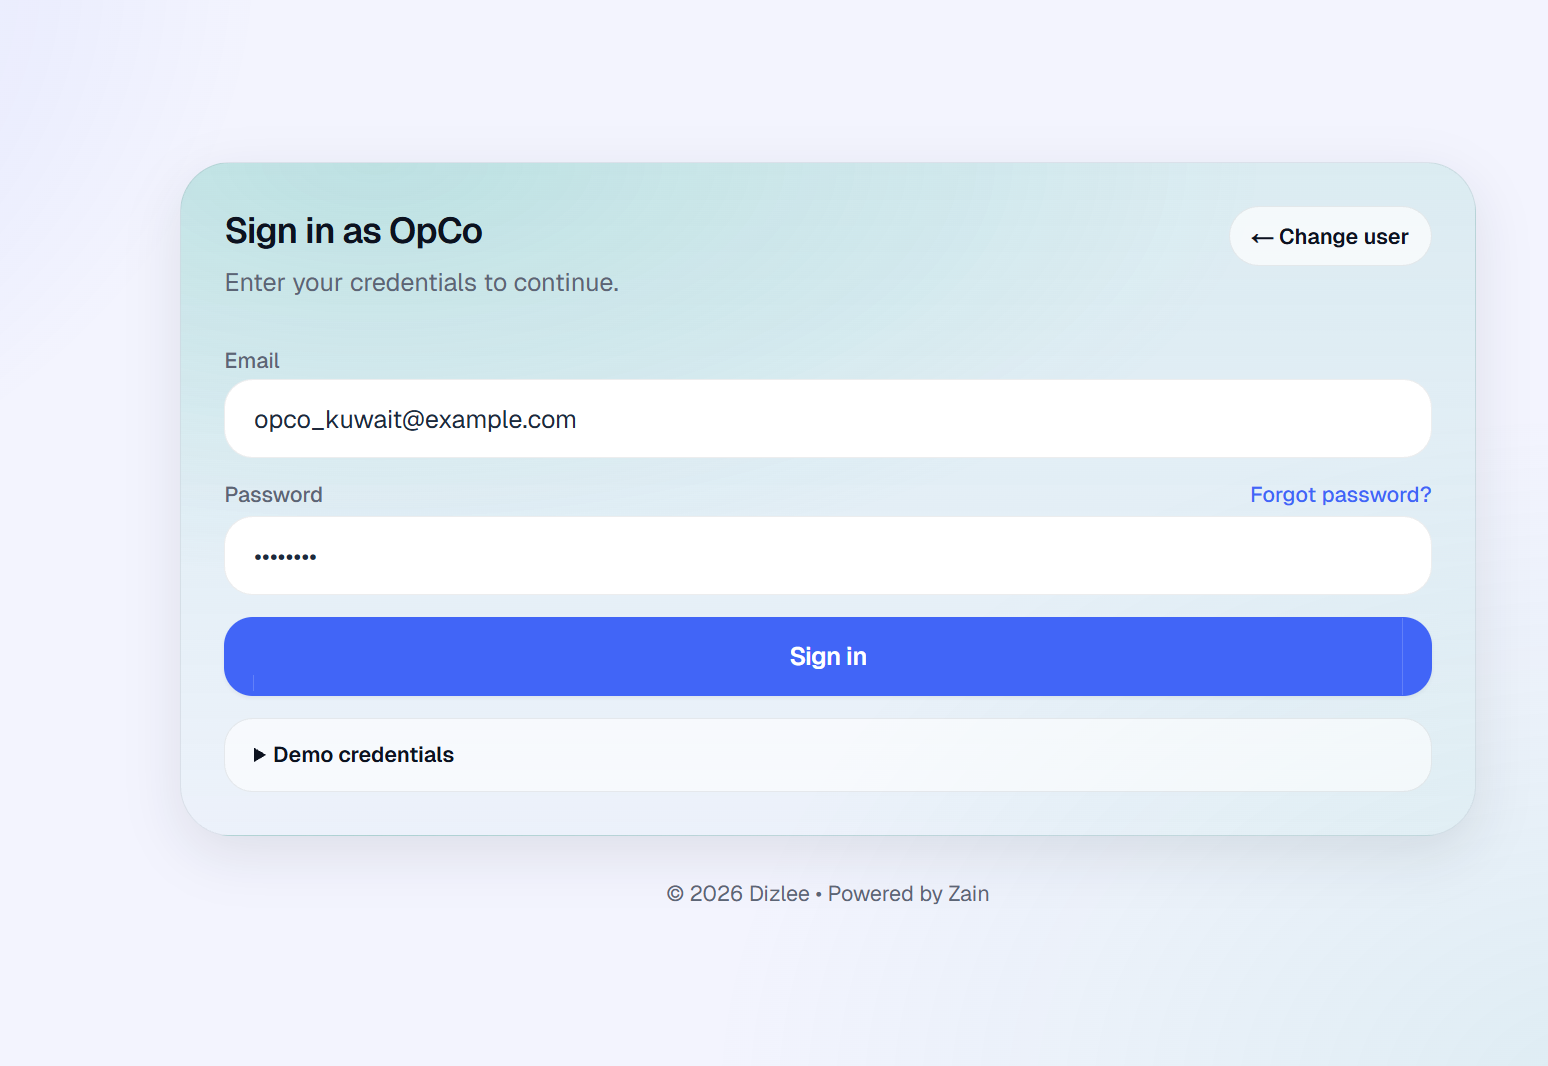 Sign in as OpCo
← Change user
Enter your credentials to continue.
Email
opco_kuwait@example.com
Password
Forgot password?
••••••••
Sign in
▶ Demo credentials
© 2026 Dizlee • Powered by Zain